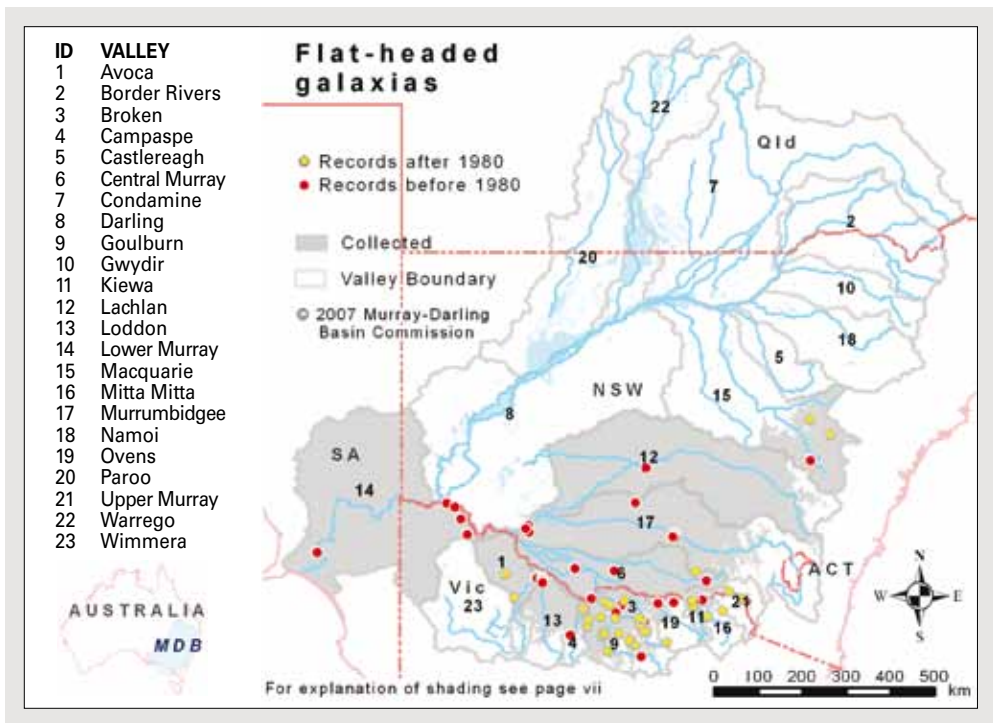 ID VALLEY
1 Avoca
2 Border Rivers
3 Broken
4 Campaspe
5 Castlereagh
6 Central Murray
7 Condamine
8 Darling
9 Goulburn
10 Gwydir
11 Kiewa
12 Lachlan
13 Loddon
14 Lower Murray
15 Macquarie
16 Mitta Mitta
17 Murrumbidgee
18 Namoi
19 Ovens
20 Paroo
21 Upper Murray
22 Warrego
23 Wimmera
AUSTRALIA
MDB
Flat-headed
galaxias
Records after 1980
Records before 1980
Collected
Valley Boundary
© 2007 Murray-Darling
Basin Commission
22
Qld
7
2
20
10
18
5
NSW
15
8
12
SA
14
17
1
6
ACT
Vic
23
3
21
13
19
11
16
4
9
N
W E
S
For explanation of shading see page vii
0 100 200 300 400 500
km